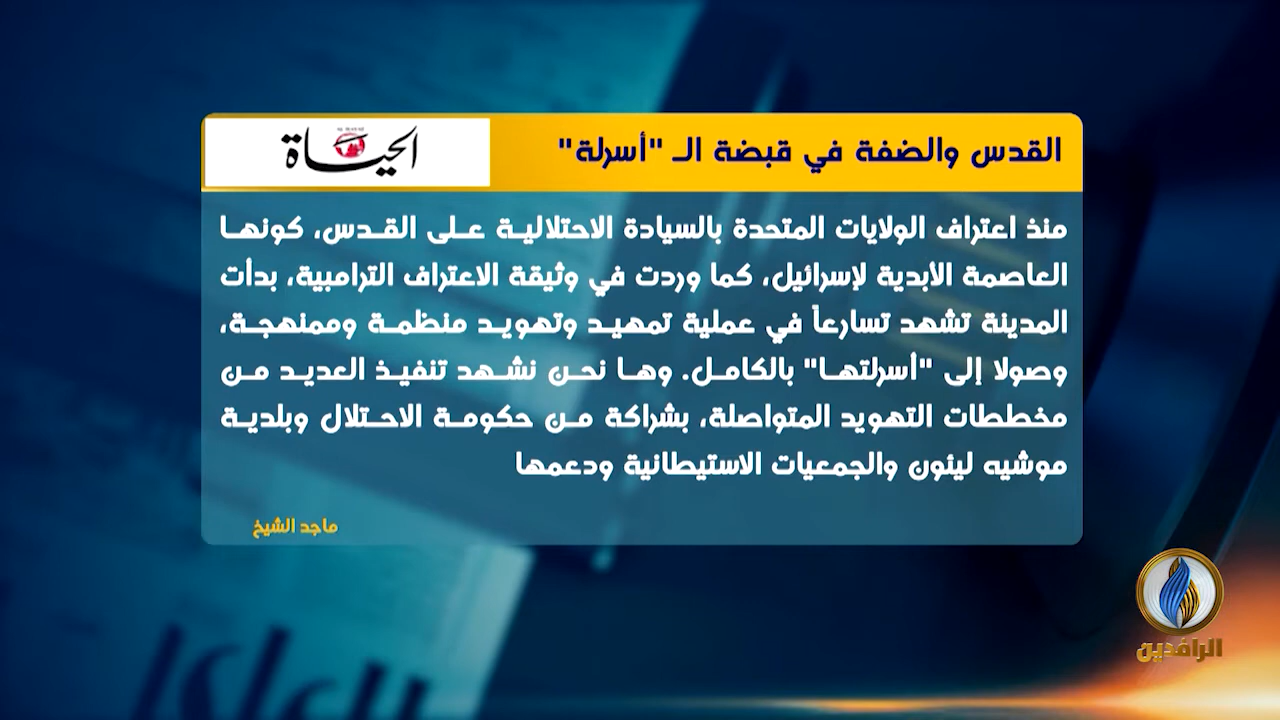 القدس والضفة في قبضة الـ "أسرلة"
الحياة
منذ اعتراف الولايات المتحدة بالسيادة الاحتلالية على القدس، كونها
العاصمة الأبدية لإسرائيل، كما وردت في وثيقة الاعتراف الترامبية، بدأت
المدينة تشهد تسارعاً في عملية تمهيد وتهويد منظمة وممنهجة،
وصولا إلى "أسرلتها" بالكامل. وها نحن نشهد تنفيذ العديد من
مخططات التهويد المتواصلة، بشراكة من حكومة الاحتلال وبلدية
موشيه ليئون والجمعيات الاستيطانية ودعمها
ماجد الشيخ
الرافدين